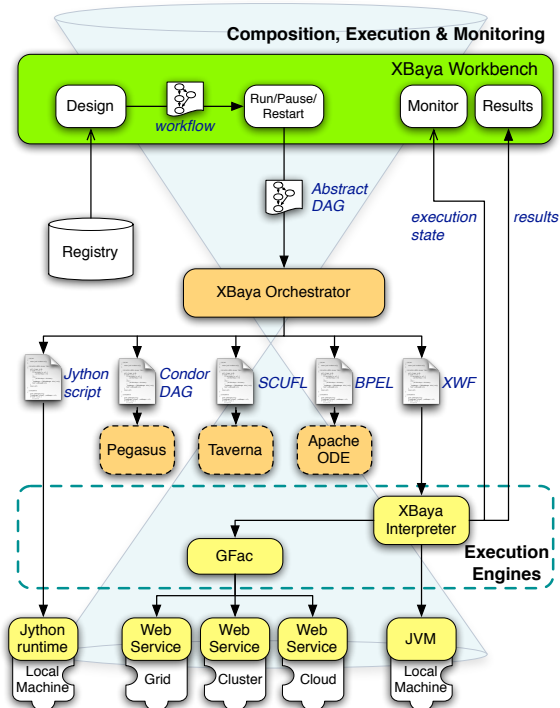 Composition, Execution & Monitoring
XBaya Workbench
Design
workflow
Run/Pause/
Restart
Monitor
Results
Registry
Abstract
DAG
execution
state
results
XBaya Orchestrator
Jython
script
Condor
DAG
SCUFL
BPEL
XWF
Pegasus
Taverna
Apache
ODE
XBaya
Interpreter
GFac
Execution
Engines
Jython
runtime
Web
Service
Web
Service
Web
Service
JVM
Local
Machine
Grid
Cluster
Cloud
Local
Machine